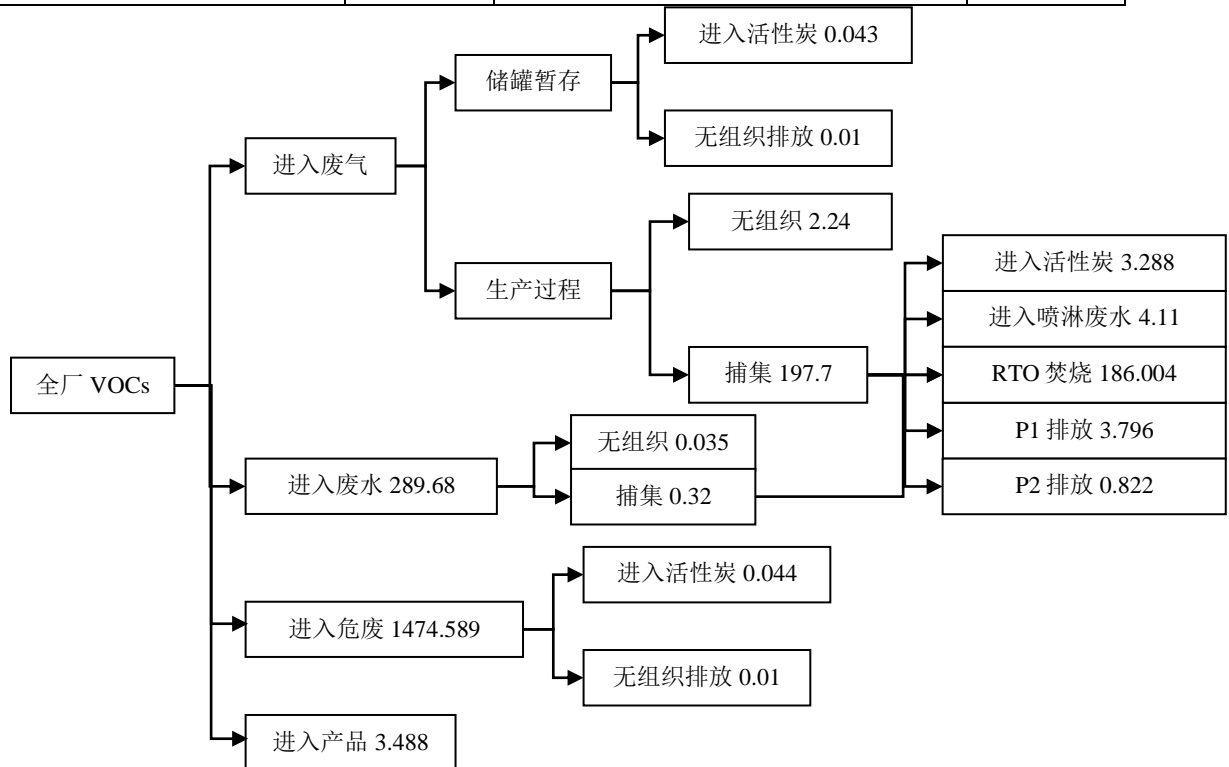 进入活性炭 0.043
储罐暂存
无组织排放 0.01
进入废气
无组织 2.24
生产过程
捕集 197.7
进入活性炭 3.288
进入喷淋废水 4.11
RTO 焚烧 186.004
P1 排放 3.796
P2 排放 0.822
全厂 VOCs
进入废水 289.68
无组织 0.035
捕集 0.32
进入危废 1474.589
进入活性炭 0.044
无组织排放 0.01
进入产品 3.488